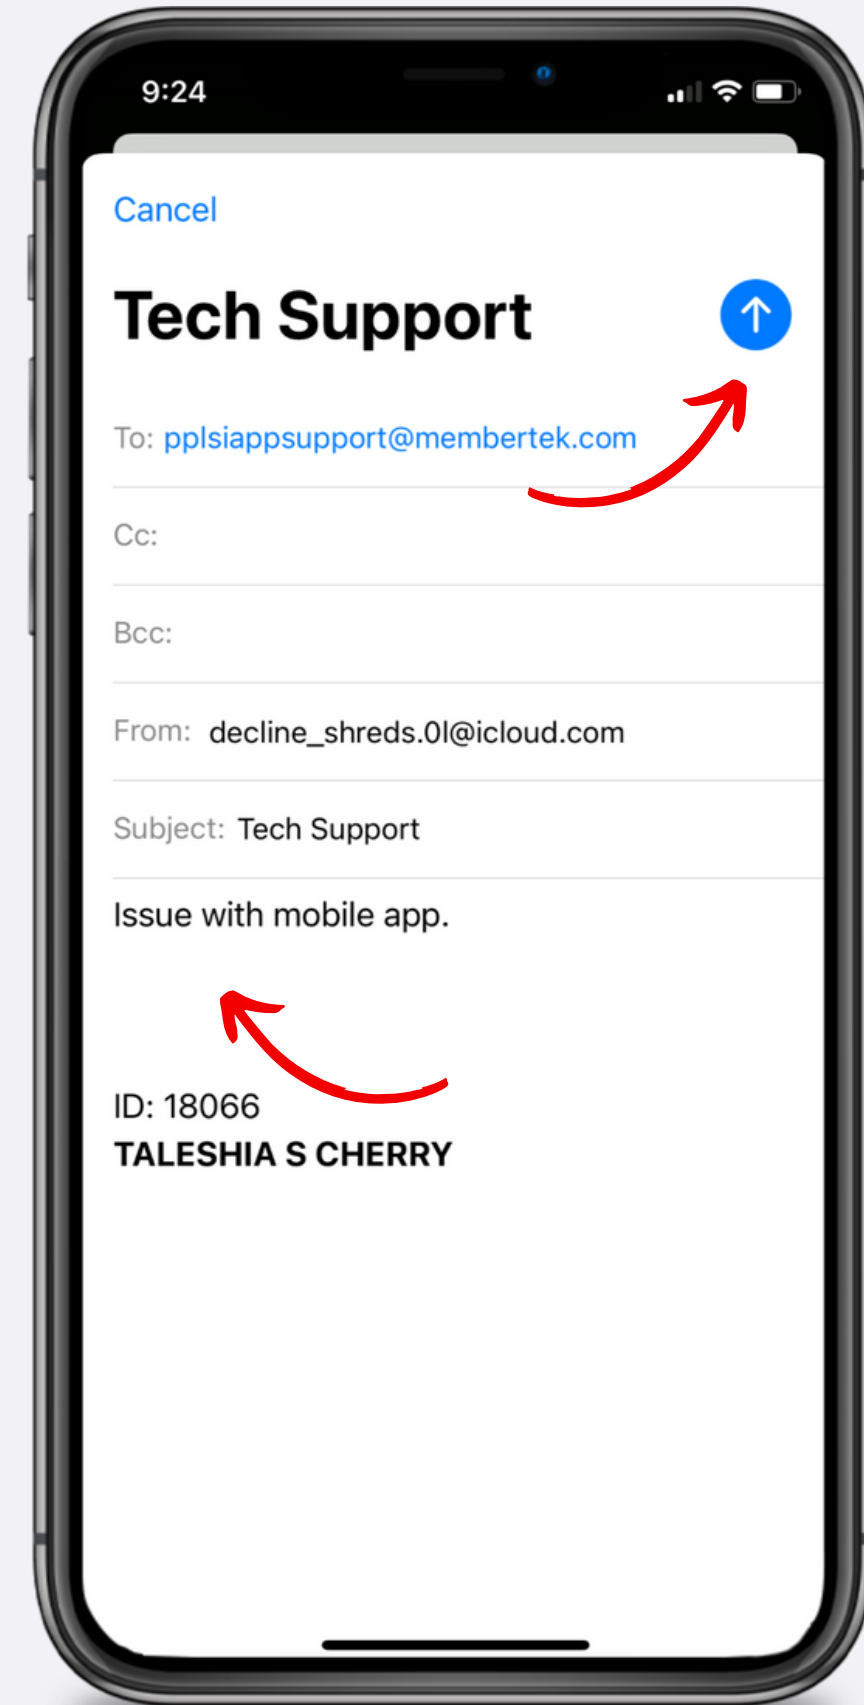 9:24
Cancel
Tech Support
To: pplsiappsupport@membertek.com
Cc:
Bcc:
From: decline_shreds.0l@icloud.com
Subject: Tech Support
Issue with mobile app.
ID: 18066
TALESHIA S CHERRY